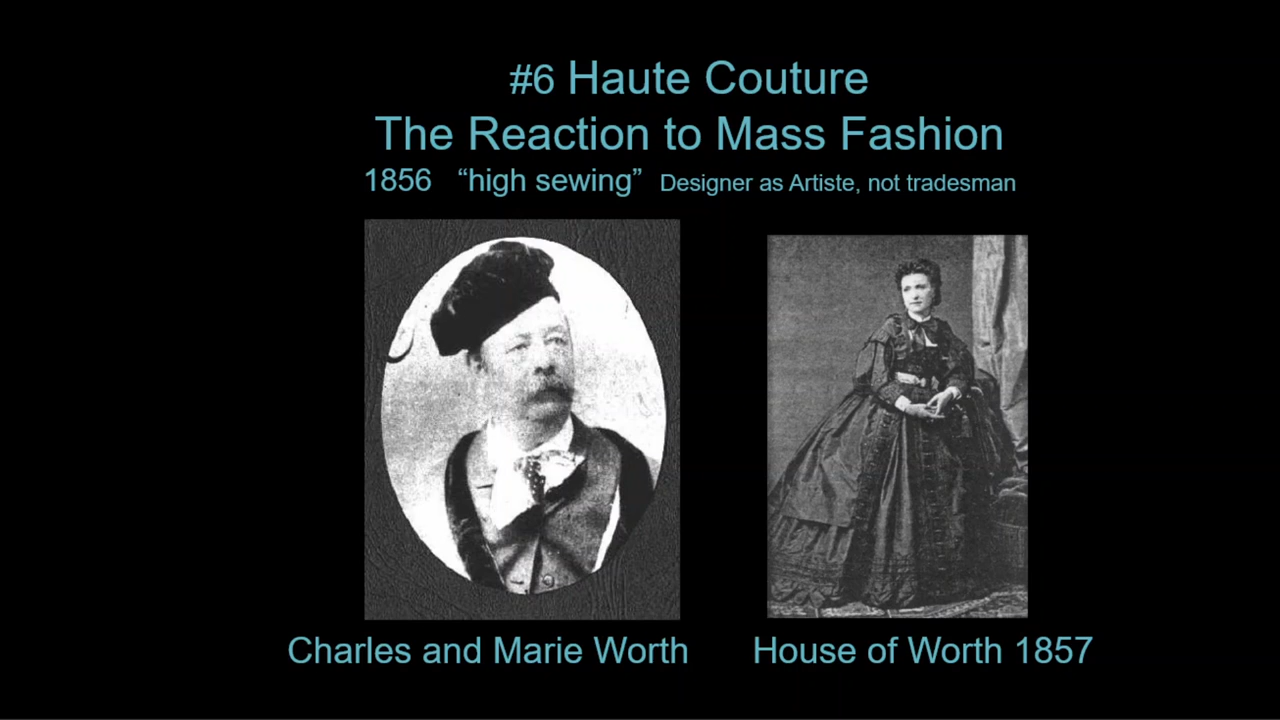 #6 Haute Couture
The Reaction to Mass Fashion
1856 “high sewing” Designer as Artiste, not tradesman
Charles and Marie Worth
House of Worth 1857